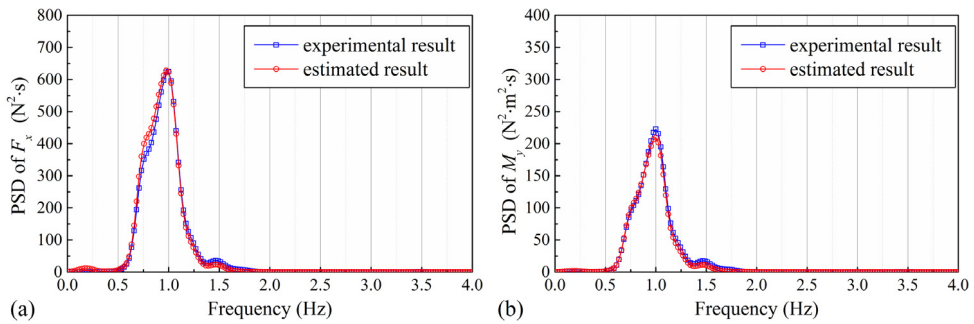 800
700
600
500
400
300
200
100
0
PSD of Fₓ (N²·s)
experimental result
estimated result
0.0 0.5 1.0 1.5 2.0 2.5 3.0 3.5 4.0
(a) Frequency (Hz)
400
350
300
250
200
150
100
50
0
PSD of M_y (N²·m²·s)
experimental result
estimated result
0.0 0.5 1.0 1.5 2.0 2.5 3.0 3.5 4.0
(b) Frequency (Hz)